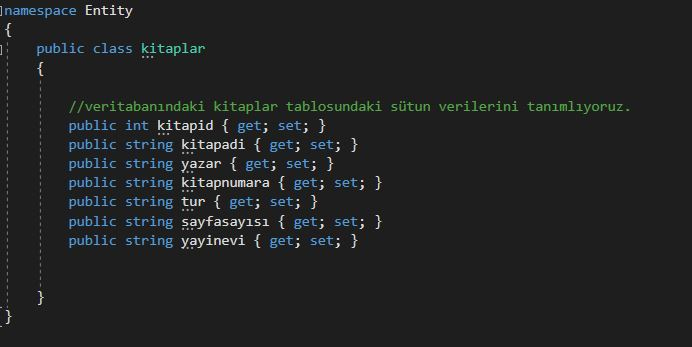 namespace Entity
{
public class kitaplar
{
//veritabanındaki kitaplar tablosundaki sütun verilerini tanımlıyoruz.
public int kitapid { get; set; }
public string kitapadi { get; set; }
public string yazar { get; set; }
public string kitapnumara { get; set; }
public string tur { get; set; }
public string sayfasayısı { get; set; }
public string yayinevi { get; set; }
}
}